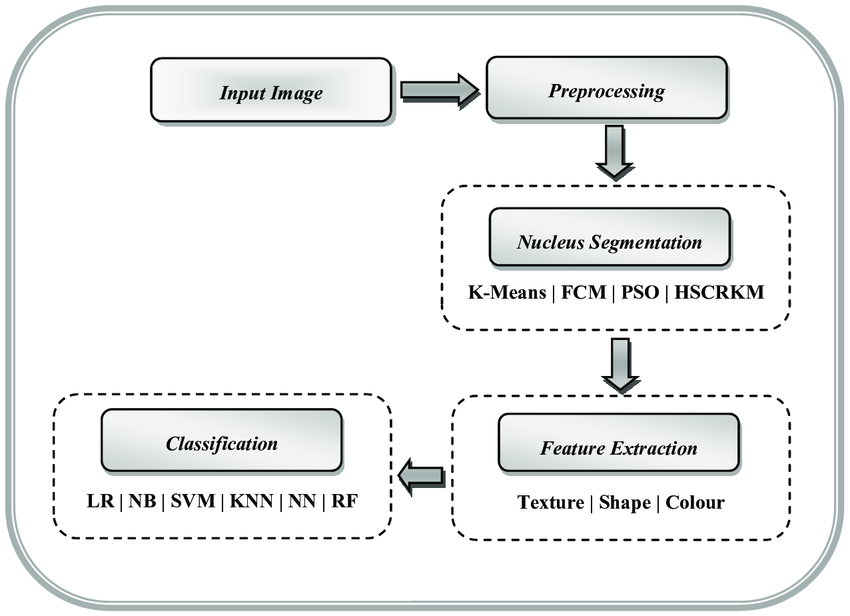 Input Image
Preprocessing
Nucleus Segmentation
K-Means | FCM | PSO | HSCRKM
Feature Extraction
Texture | Shape | Colour
Classification
LR | NB | SVM | KNN | NN | RF